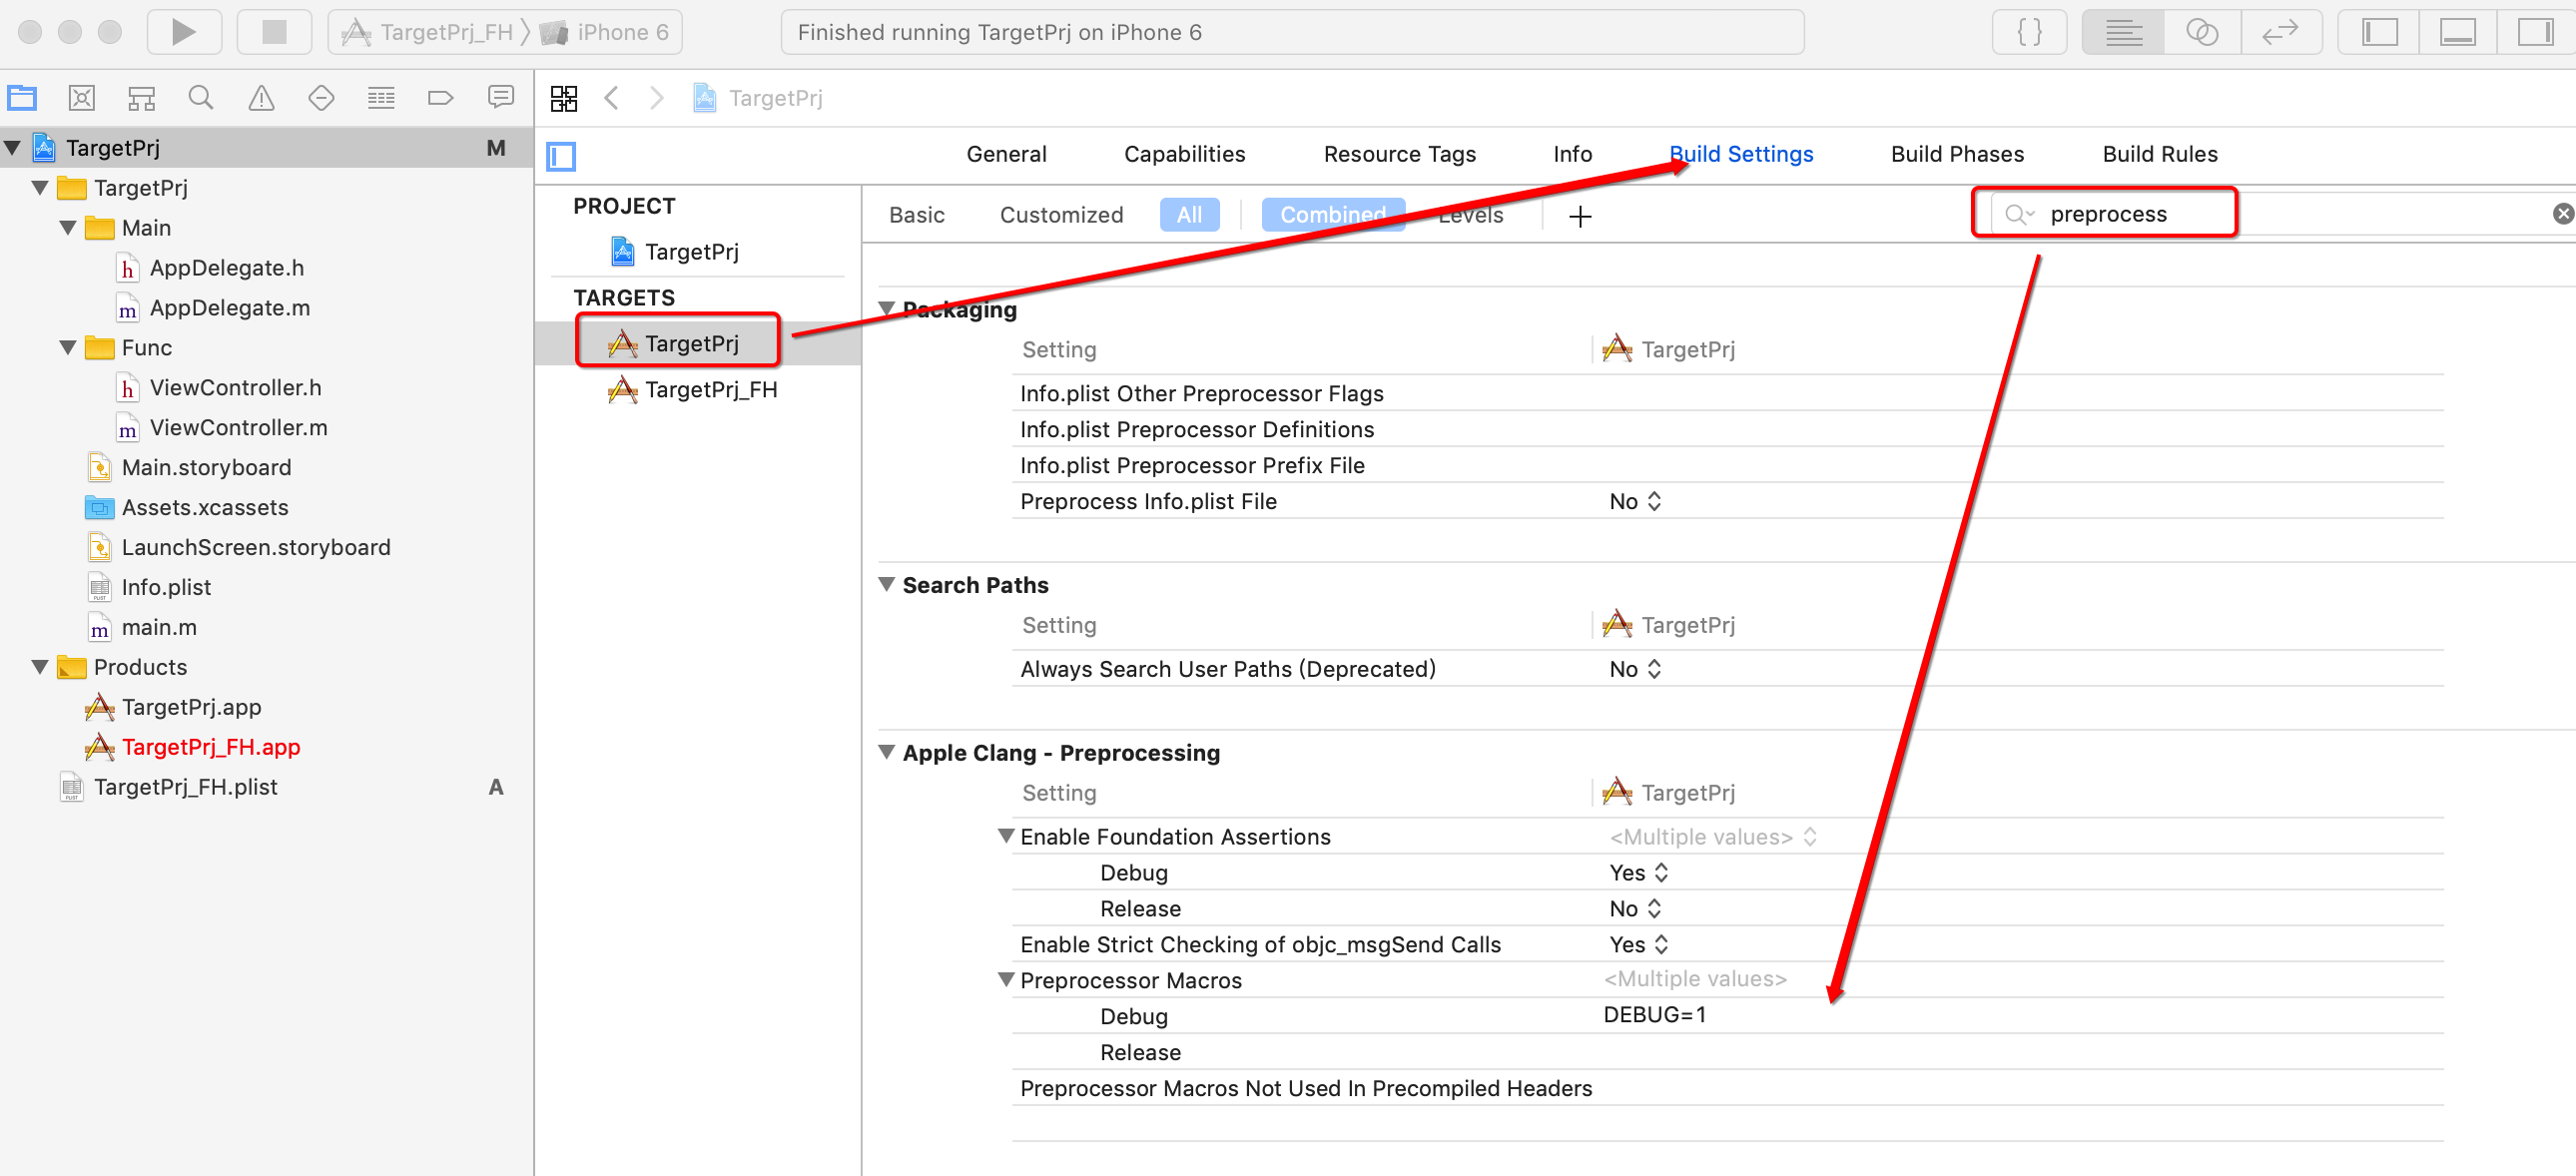 TargetPrj_FH
iPhone 6
Finished running TargetPrj on iPhone 6
{ }
TargetPrj
TargetPrj M
TargetPrj
Main
h AppDelegate.h
m AppDelegate.m
Func
h ViewController.h
m ViewController.m
Main.storyboard
Assets.xcassets
LaunchScreen.storyboard
Info.plist
m main.m
Products
TargetPrj.app
TargetPrj_FH.app
TargetPrj_FH.plist A
General Capabilities Resource Tags Info Build Settings Build Phases Build Rules
PROJECT
TargetPrj
TARGETS
TargetPrj
TargetPrj_FH
Basic Customized All Combined Levels +
preprocess
Packaging
Setting TargetPrj
Info.plist Other Preprocessor Flags
Info.plist Preprocessor Definitions
Info.plist Preprocessor Prefix File
Preprocess Info.plist File No
Search Paths
Setting TargetPrj
Always Search User Paths (Deprecated) No
Apple Clang - Preprocessing
Setting TargetPrj
Enable Foundation Assertions <Multiple values>
Debug Yes
Release No
Enable Strict Checking of objc_msgSend Calls Yes
Preprocessor Macros <Multiple values>
Debug DEBUG=1
Release
Preprocessor Macros Not Used In Precompiled Headers